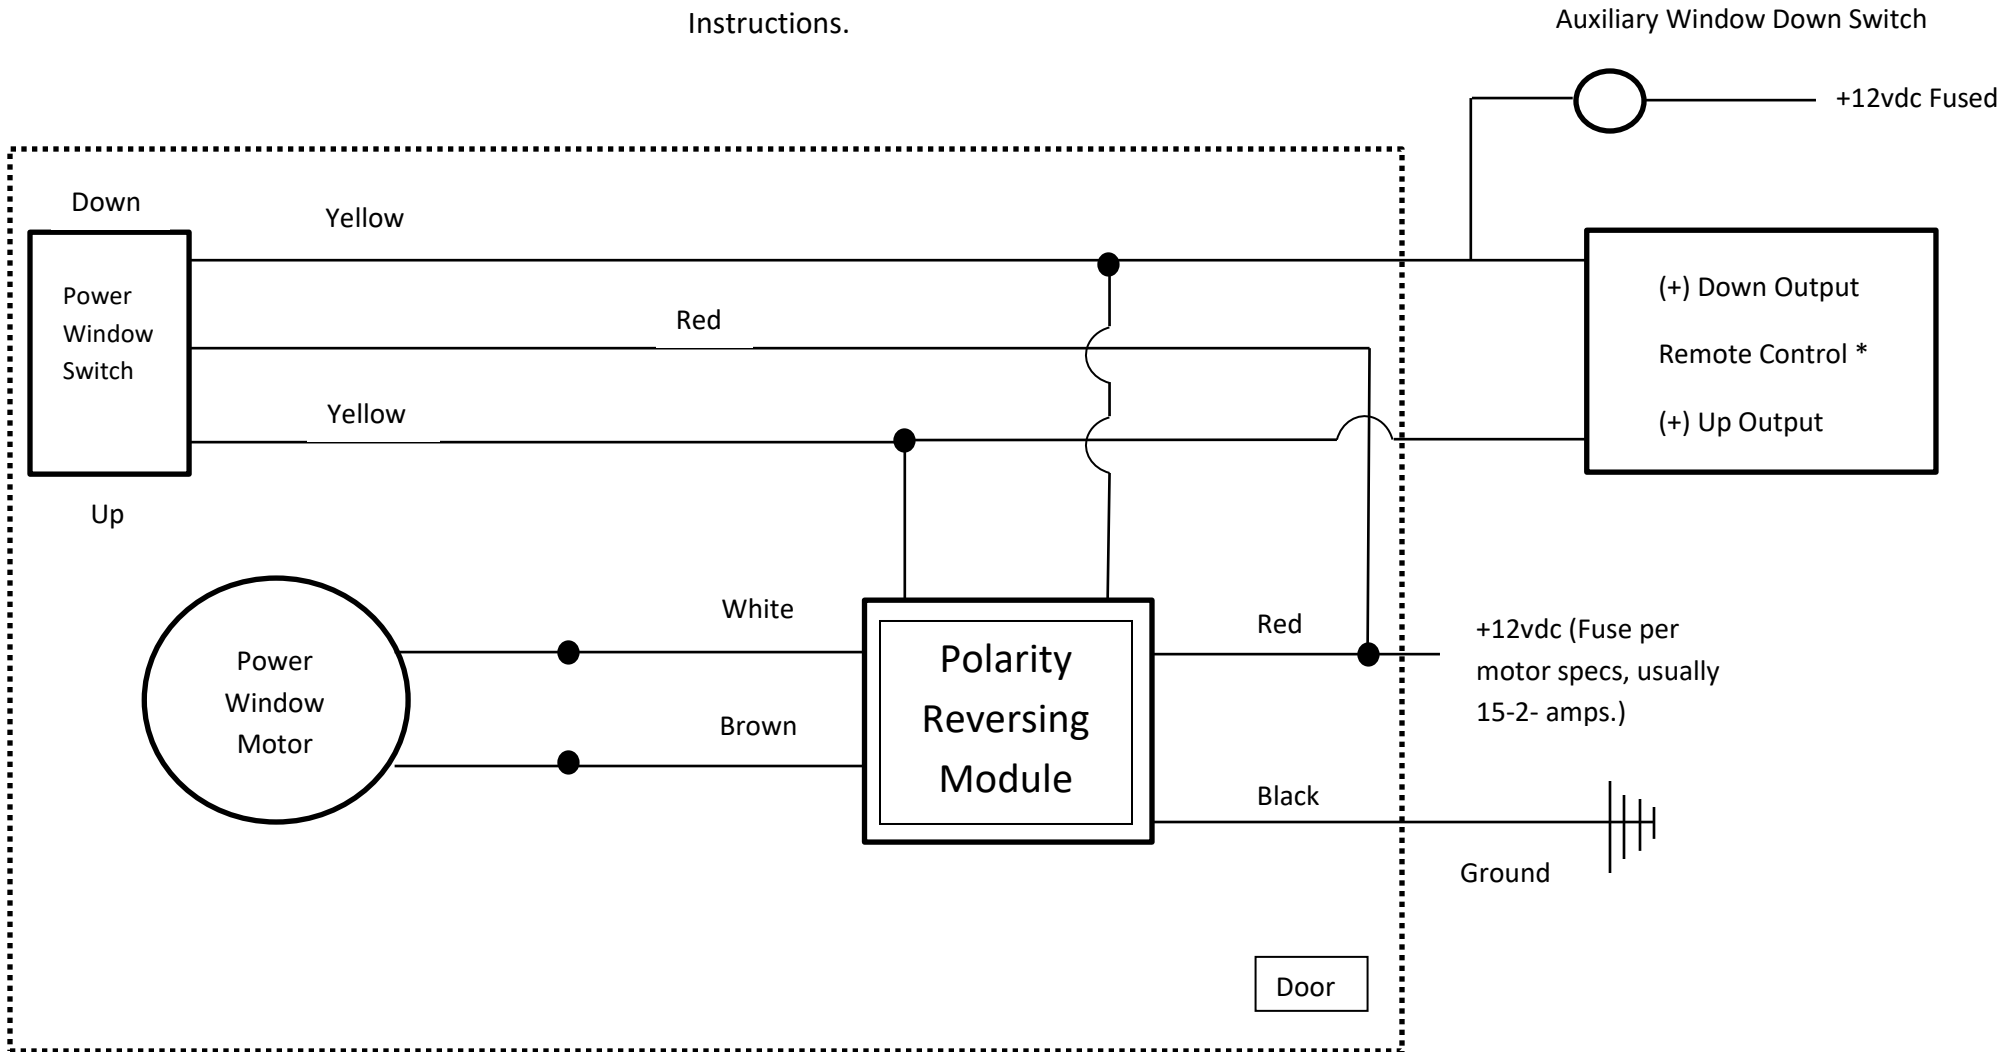 Instructions.
Auxiliary Window Down Switch
+12vdc Fused
Down
Yellow
Power
Window
Switch
Red
Yellow
Up
(+) Down Output
Remote Control *
(+) Up Output
Power
Window
Motor
White
Brown
Polarity
Reversing
Module
Red
Black
+12vdc (Fuse per
motor specs, usually
15-2- amps.)
Ground
Door